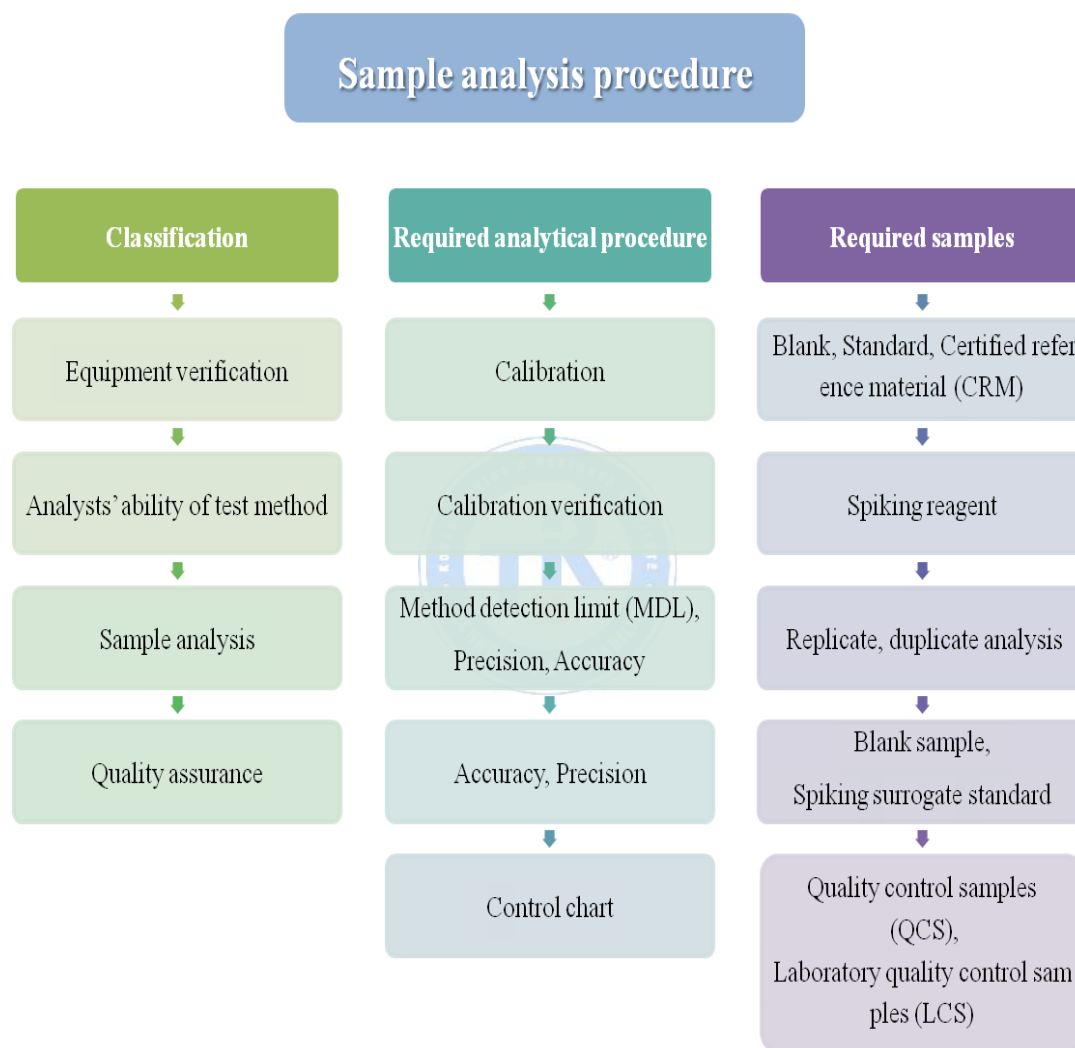 Sample analysis procedure
Classification
Equipment verification
Analysts’ ability of test method
Sample analysis
Quality assurance
Required analytical procedure
Calibration
Calibration verification
Method detection limit (MDL),
Precision, Accuracy
Accuracy, Precision
Control chart
Required samples
Blank, Standard, Certified refer
ence material (CRM)
Spiking reagent
Replicate, duplicate analysis
Blank sample,
Spiking surrogate standard
Quality control samples
(QCS),
Laboratory quality control sam
ples (LCS)